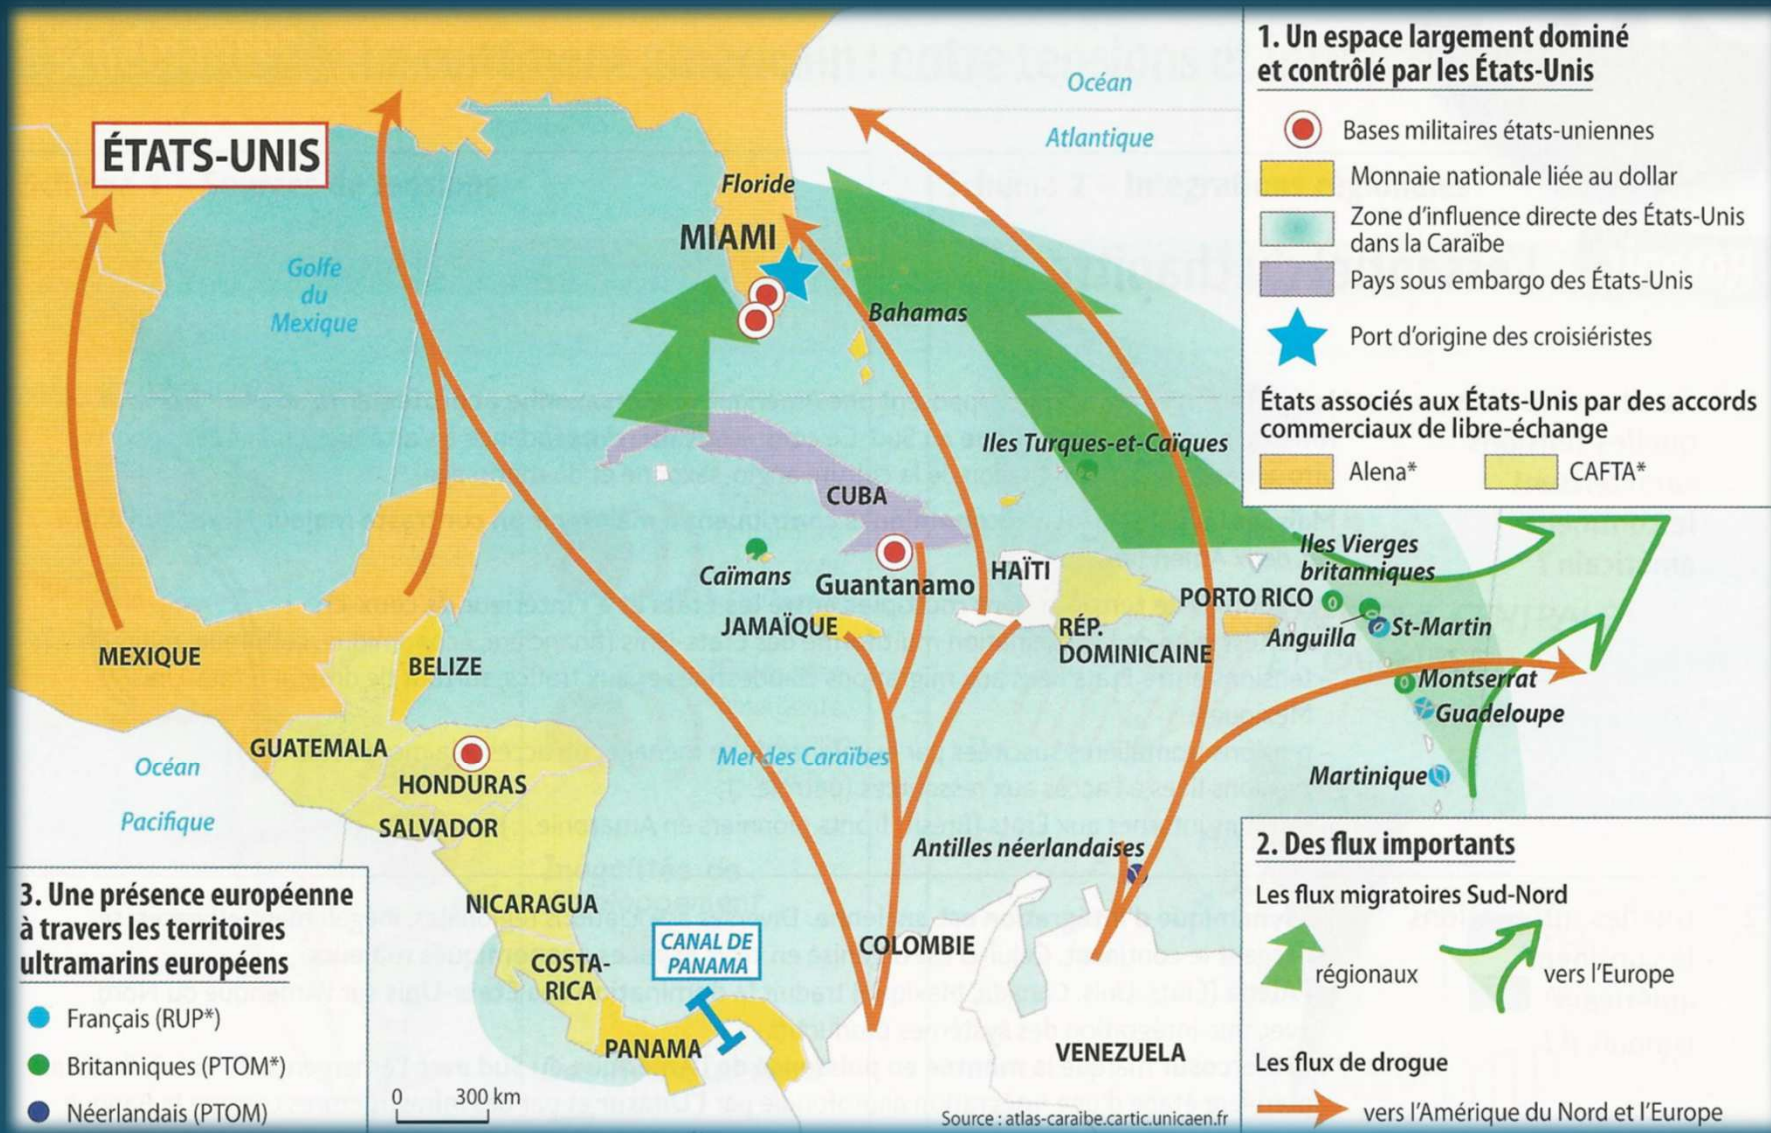 ÉTATS-UNIS
Golfe
du
Mexique
Floride
MIAMI
Océan
Atlantique
Bahamas
Iles Turques-et-Caïques
CUBA
Caïmans
Guantanamo
HAÏTI
JAMAÏQUE
RÉP.
DOMINICAINE
PORTO RICO
Iles Vierges
britanniques
Anguilla
St-Martin
Montserrat
Guadeloupe
Martinique
MEXIQUE
BELIZE
GUATEMALA
HONDURAS
SALVADOR
Océan
Pacifique
Mer des Caraïbes
Antilles néerlandaises
NICARAGUA
COSTA-
RICA
CANAL DE
PANAMA
PANAMA
COLOMBIE
VENEZUELA
0 300 km
Source : atlas-caraibe.cartic.unicaen.fr
1. Un espace largement dominé
et contrôlé par les États-Unis
Bases militaires états-uniennes
Monnaie nationale liée au dollar
Zone d'influence directe des États-Unis
dans la Caraïbe
Pays sous embargo des États-Unis
Port d'origine des croisiéristes
États associés aux États-Unis par des accords
commerciaux de libre-échange
Alena*
CAFTA*
2. Des flux importants
Les flux migratoires Sud-Nord
régionaux
vers l'Europe
Les flux de drogue
vers l'Amérique du Nord et l'Europe
3. Une présence européenne
à travers les territoires
ultramarins européens
Français (RUP*)
Britanniques (PTOM*)
Néerlandais (PTOM)